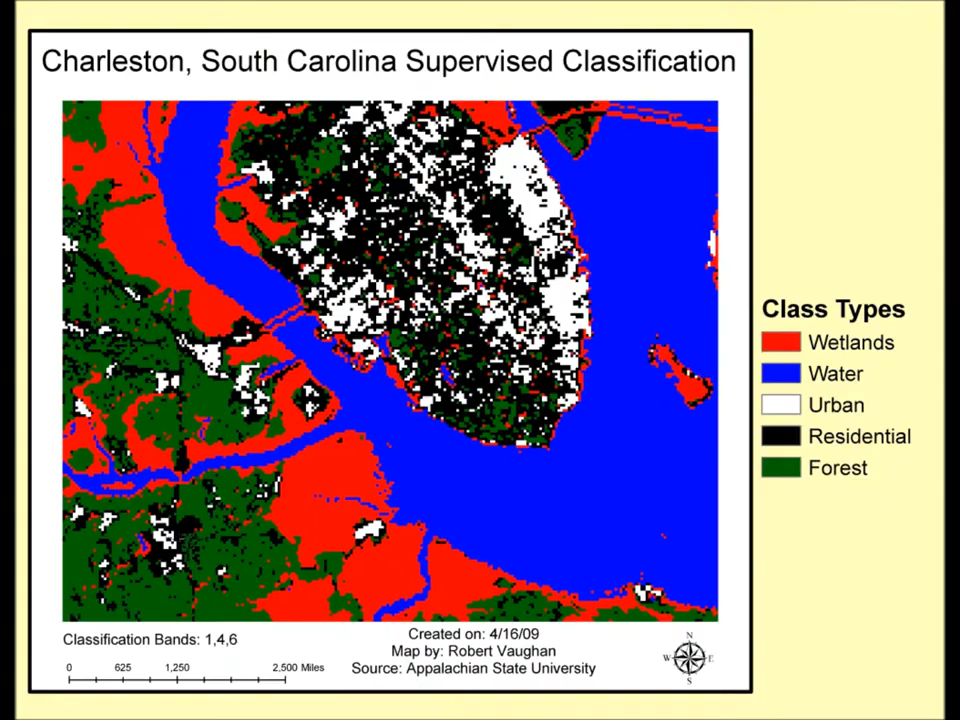 Charleston, South Carolina Supervised Classification
Class Types
Wetlands
Water
Urban
Residential
Forest
Classification Bands: 1,4,6
0 625 1,250 2,500 Miles
Created on: 4/16/09
Map by: Robert Vaughan
Source: Appalachian State University
N
W E
S